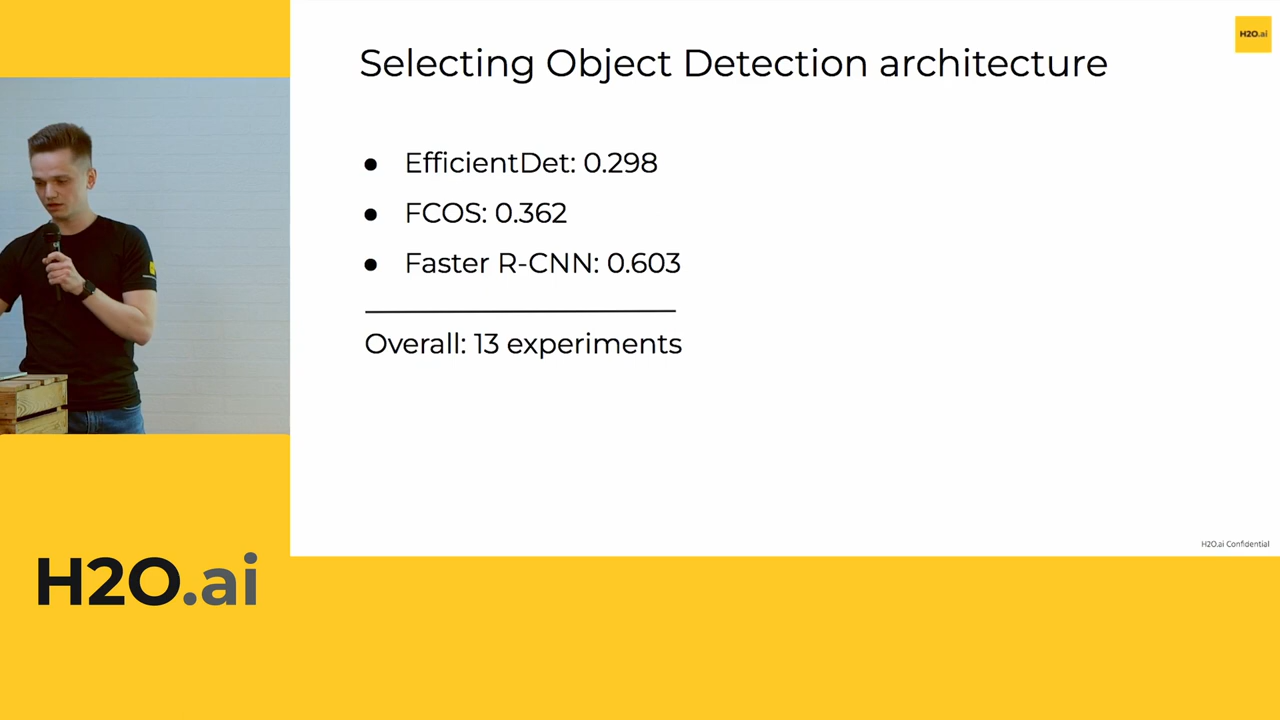 Selecting Object Detection architecture
H2O.ai
● EfficientDet: 0.298
● FCOS: 0.362
● Faster R-CNN: 0.603
Overall: 13 experiments
H2O.ai Confidential
H2O.ai